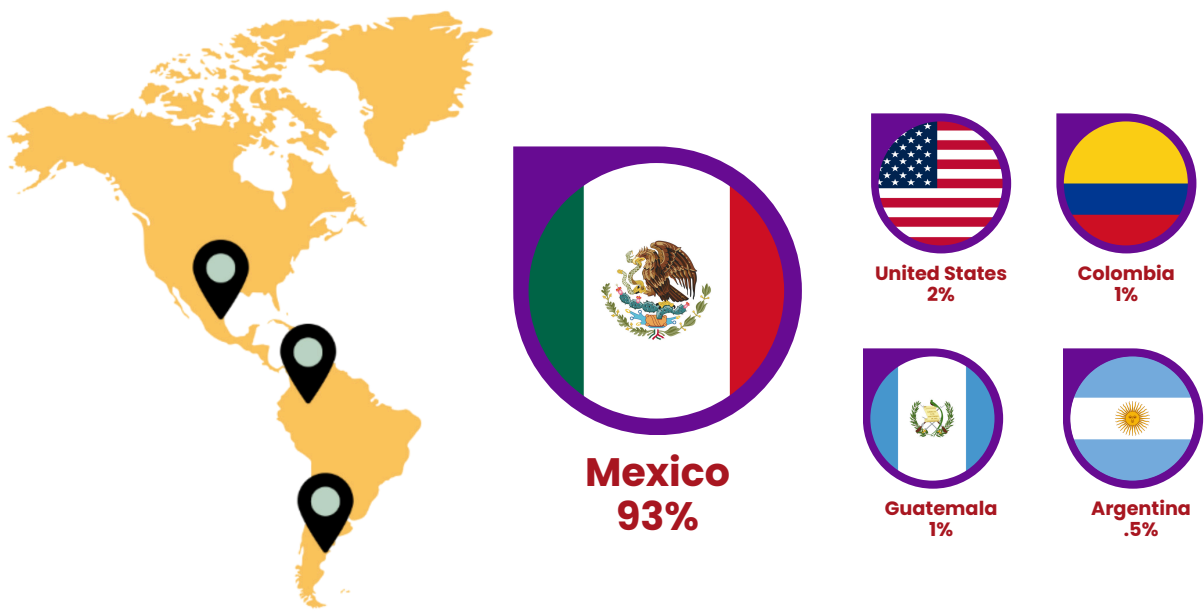 Mexico
93%
United States
2%
Colombia
1%
Guatemala
1%
Argentina
.5%